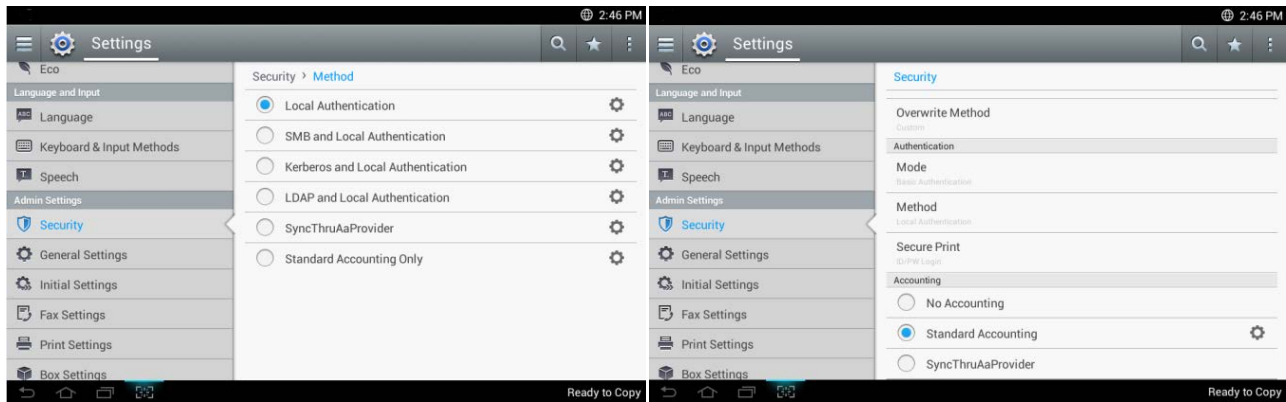 2:46 PM
Settings
Eco
Language and Input
ABC Language
Keyboard & Input Methods
Speech
Admin Settings
Security
General Settings
Initial Settings
Fax Settings
Print Settings
Box Settings
Security > Method
Local Authentication
SMB and Local Authentication
Kerberos and Local Authentication
LDAP and Local Authentication
SyncThruAaProvider
Standard Accounting Only
Ready to Copy
2:46 PM
Settings
Eco
Language and Input
ABC Language
Keyboard & Input Methods
Speech
Admin Settings
Security
General Settings
Initial Settings
Fax Settings
Print Settings
Box Settings
Security
Overwrite Method
Custom
Authentication
Mode
Basic Authentication
Method
Local Authentication
Secure Print
ID/PW Login
Accounting
No Accounting
Standard Accounting
SyncThruAaProvider
Ready to Copy